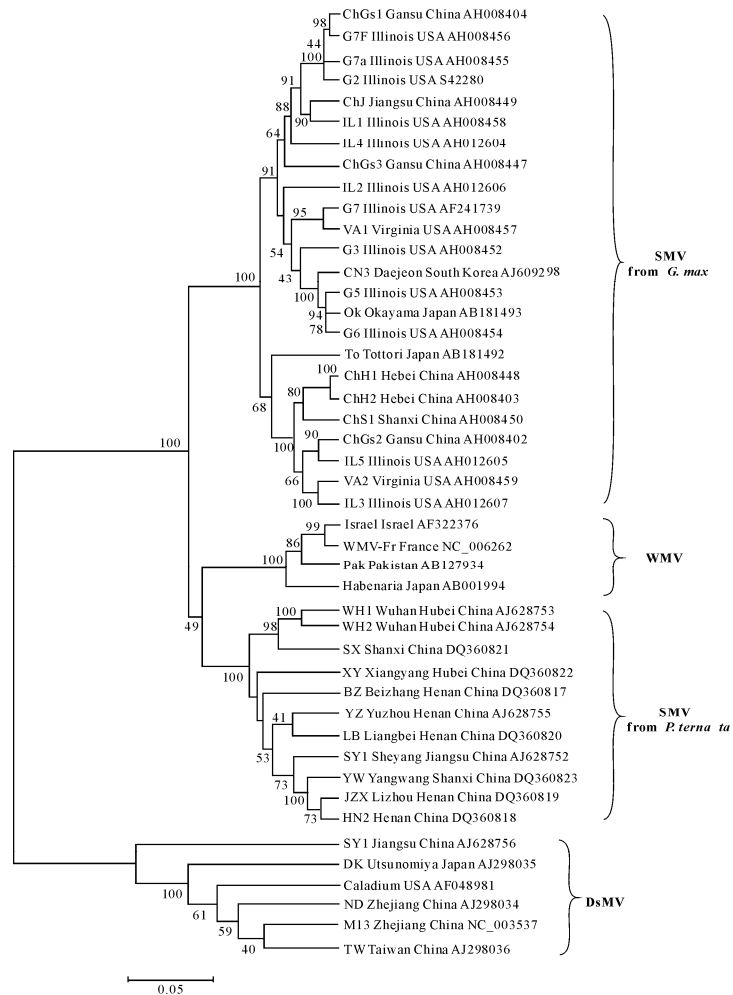 98
ChGs1 Gansu China AH008404
G7F Illinois USA AH008456
44
100
G7a Illinois USA AH008455
G2 Illinois USA S42280
91
ChJ Jiangsu China AH008449
88
90
IL1 Illinois USA AH008458
64
IL4 Illinois USA AH012604
ChGs3 Gansu China AH008447
91
IL2 Illinois USA AH012606
95
G7 Illinois USA AF241739
VA1 Virginia USA AH008457
54
G3 Illinois USA AH008452
SMV
from G. max
43
CN3 Daejeon South Korea AJ609298
100
100
G5 Illinois USA AH008453
94
Ok Okayama Japan AB181493
78
G6 Illinois USA AH008454
To Tottori Japan AB181492
100
ChH1 Hebei China AH008448
80
ChH2 Hebei China AH008403
68
ChS1 Shanxi China AH008450
90
ChGs2 Gansu China AH008402
100
100
IL5 Illinois USA AH012605
66
VA2 Virginia USA AH008459
100
IL3 Illinois USA AH012607
99
Israel Israel AF322376
86
WMV-Fr France NC_006262
100
Pak Pakistan AB127934
WMV
Habenaria Japan AB001994
100
WH1 Wuhan Hubei China AJ628753
49
98
WH2 Wuhan Hubei China AJ628754
SX Shanxi China DQ360821
100
XY Xiangyang Hubei China DQ360822
BZ Beizhang Henan China DQ360817
41
YZ Yuzhou Henan China AJ628755
SMV
from P. terna ta
LB Liangbei Henan China DQ360820
53
SY1 Sheyang Jiangsu China AJ628752
73
YW Yangwang Shanxi China DQ360823
100
JZX Lizhou Henan China DQ360819
73
HN2 Henan China DQ360818
SY1 Jiangsu China AJ628756
DK Utsunomiya Japan AJ298035
100
Caladium USA AF048981
61
ND Zhejiang China AJ298034
DsMV
59
M13 Zhejiang China NC_003537
40
TW Taiwan China AJ298036
0.05